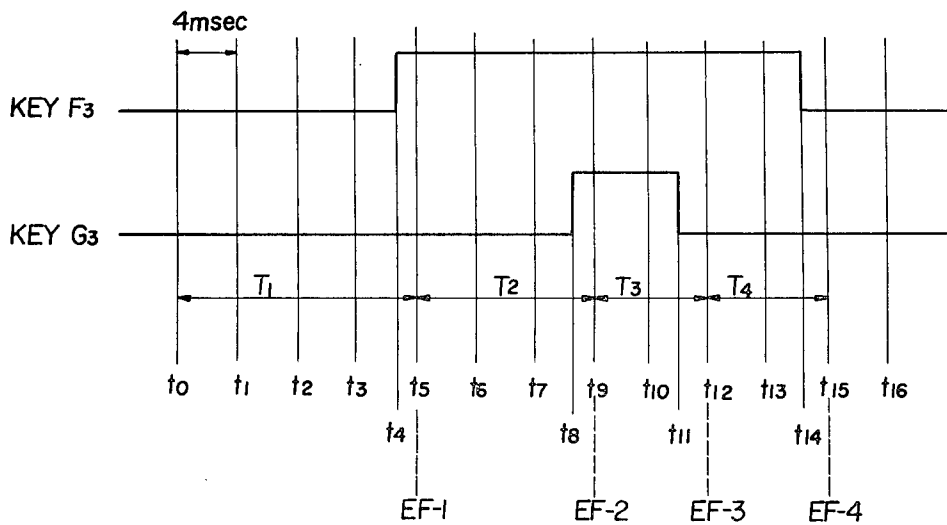 4msec
KEY F3
KEY G3
T1 T2 T3 T4
t0 t1 t2 t3 t5 t6 t7 t9 t10 t12 t13 t15 t16
t4 t8 t11 t14
EF-1 EF-2 EF-3 EF-4